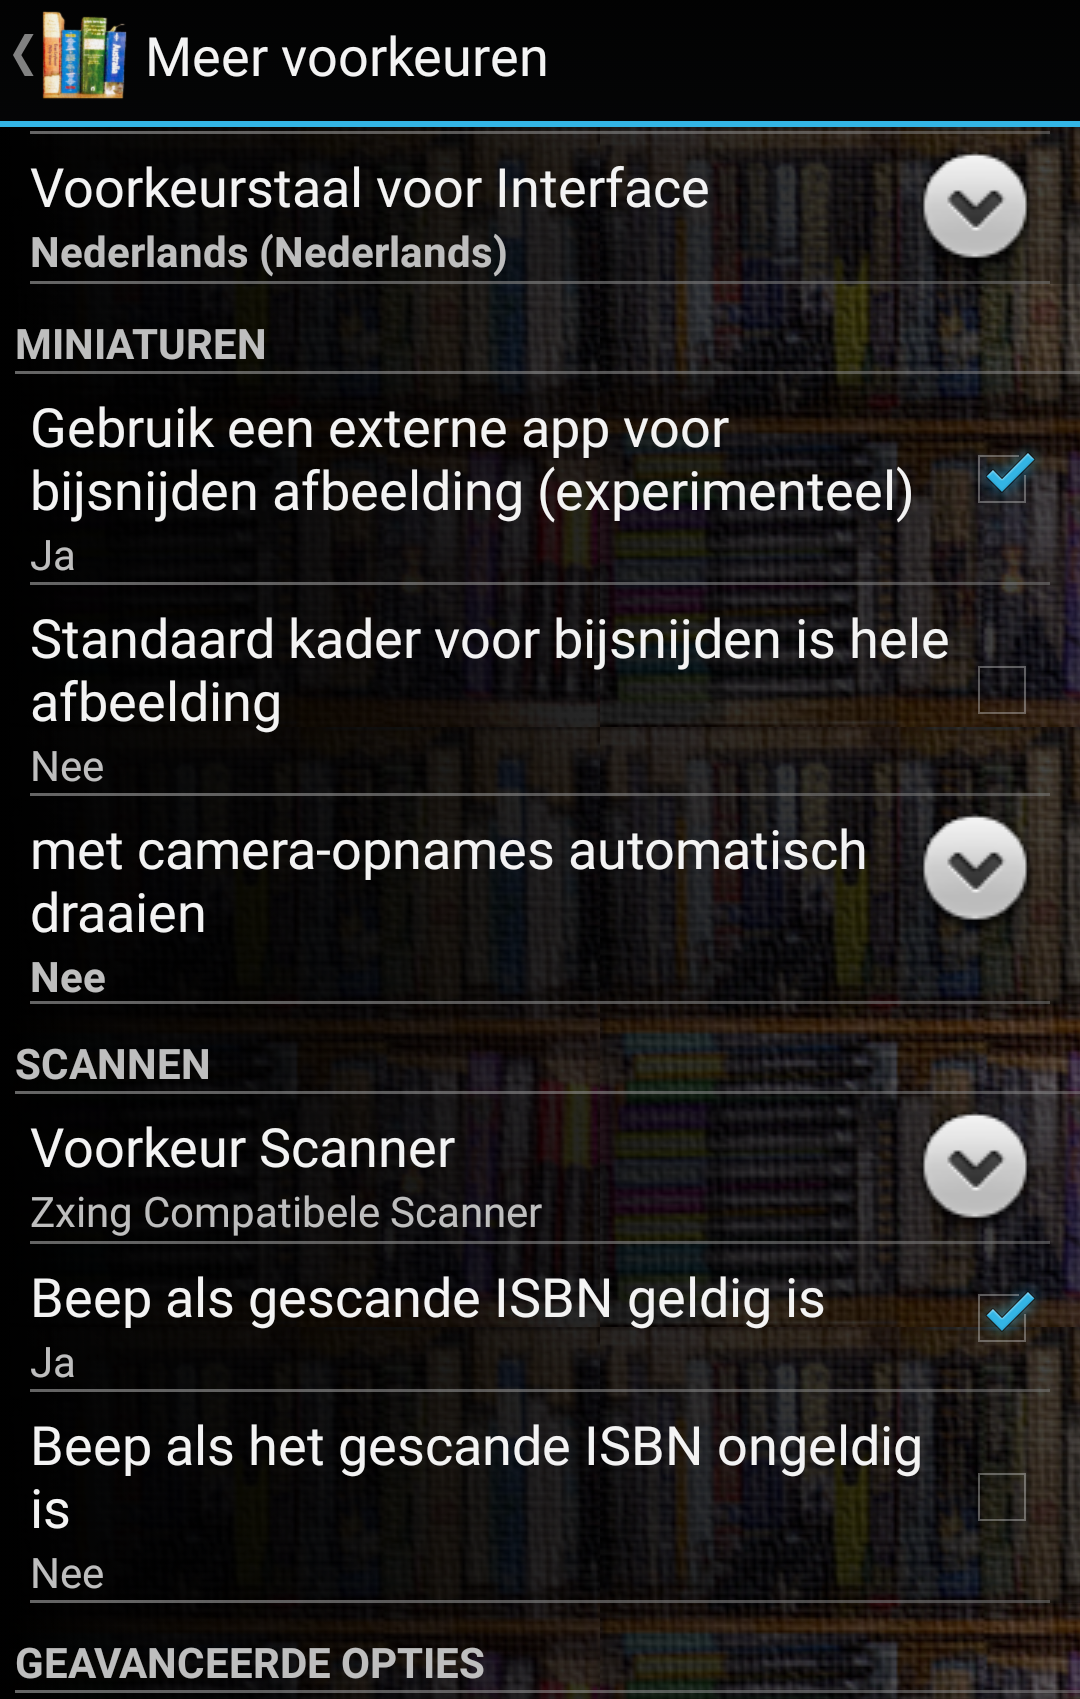 Meer voorkeuren
Voorkeurstaal voor Interface
Nederlands (Nederlands)
MINIATUREN
Gebruik een externe app voor
bijsnijden afbeelding (experimenteel)
Ja
Standaard kader voor bijsnijden is hele
afbeelding
Nee
met camera-opnames automatisch
draaien
Nee
SCANNEN
Voorkeur Scanner
Zxing Compatibele Scanner
Beep als gescande ISBN geldig is
Ja
Beep als het gescande ISBN ongeldig
is
Nee
GEAVANCEERDE OPTIES